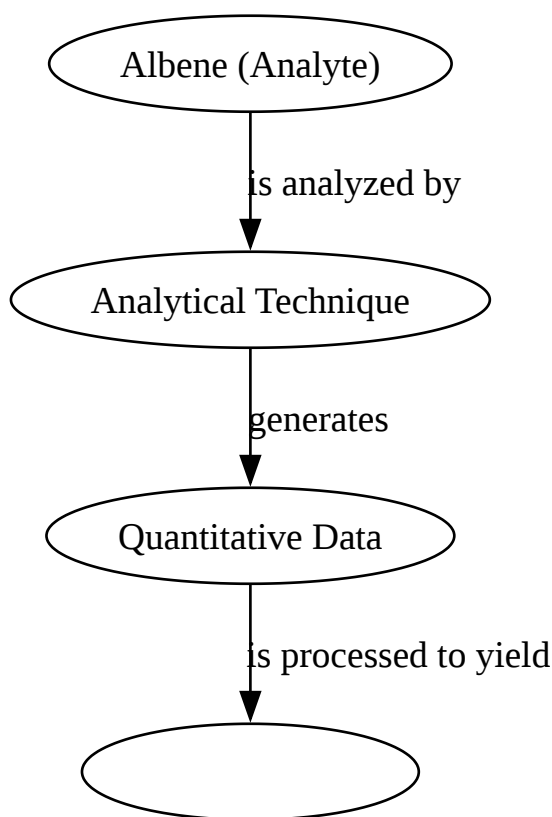 Albene (Analyte)
is analyzed by
Analytical Technique
generates
Quantitative Data
is processed to yield